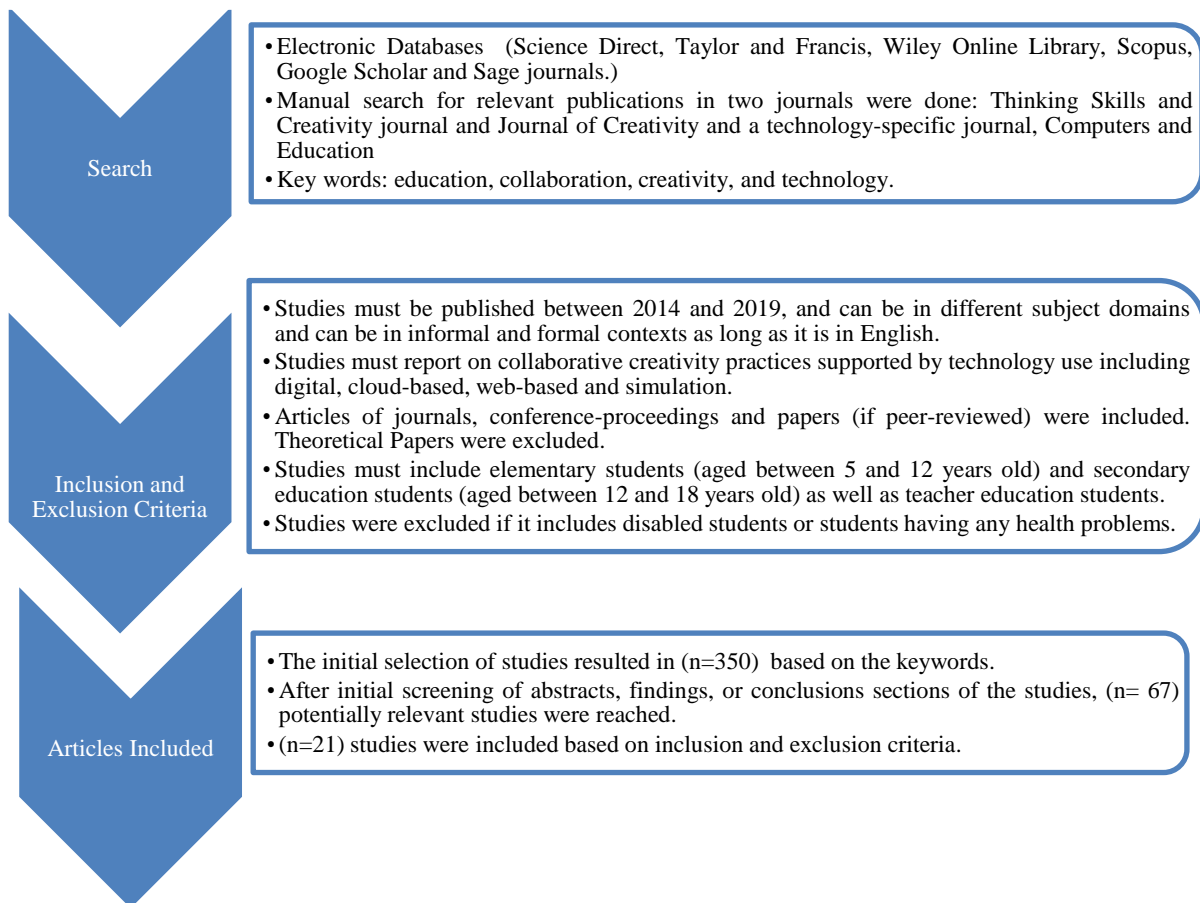 Search
•Electronic Databases (Science Direct, Taylor and Francis, Wiley Online Library, Scopus,
Google Scholar and Sage journals.)
•Manual search for relevant publications in two journals were done: Thinking Skills and
Creativity journal and Journal of Creativity and a technology-specific journal, Computers and
Education
•Key words: education, collaboration, creativity, and technology.
Inclusion and
Exclusion Criteria
•Studies must be published between 2014 and 2019, and can be in different subject domains
and can be in informal and formal contexts as long as it is in English.
•Studies must report on collaborative creativity practices supported by technology use including
digital, cloud-based, web-based and simulation.
•Articles of journals, conference-proceedings and papers (if peer-reviewed) were included.
Theoretical Papers were excluded.
•Studies must include elementary students (aged between 5 and 12 years old) and secondary
education students (aged between 12 and 18 years old) as well as teacher education students.
•Studies were excluded if it includes disabled students or students having any health problems.
Articles Included
•The initial selection of studies resulted in (n=350) based on the keywords.
•After initial screening of abstracts, findings, or conclusions sections of the studies, (n= 67)
potentially relevant studies were reached.
•(n=21) studies were included based on inclusion and exclusion criteria.